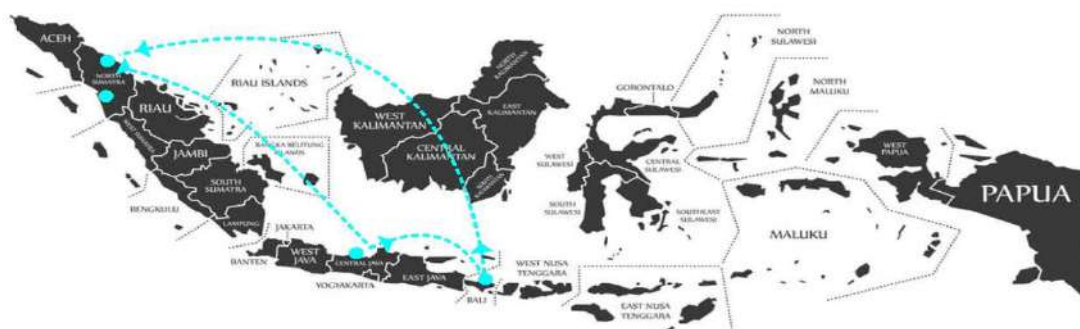 ACEH
NORTH
SUMATRA
RIAU
RIAU ISLANDS
WEST SUMATRA
JAMBI
BANGKA BELITUNG
ISLANDS
SOUTH
SUMATRA
BENGKULU
LAMPUNG
JAKARTA
BANTEN
WEST
JAVA
CENTRAL JAVA
YOGYAKARTA
EAST JAVA
BALI
WEST NUSA
TENGGARA
EAST NUSA
TENGGARA
WEST
KALIMANTAN
CENTRAL
KALIMANTAN
NORTH
KALIMANTAN
EAST
KALIMANTAN
SOUTH
KALIMANTAN
GORONTALO
NORTH
SULAWESI
WEST
SULAWESI
CENTRAL
SULAWESI
SOUTH
SULAWESI
SOUTHEAST
SULAWESI
NORTH
MALUKU
MALUKU
WEST
PAPUA
PAPUA